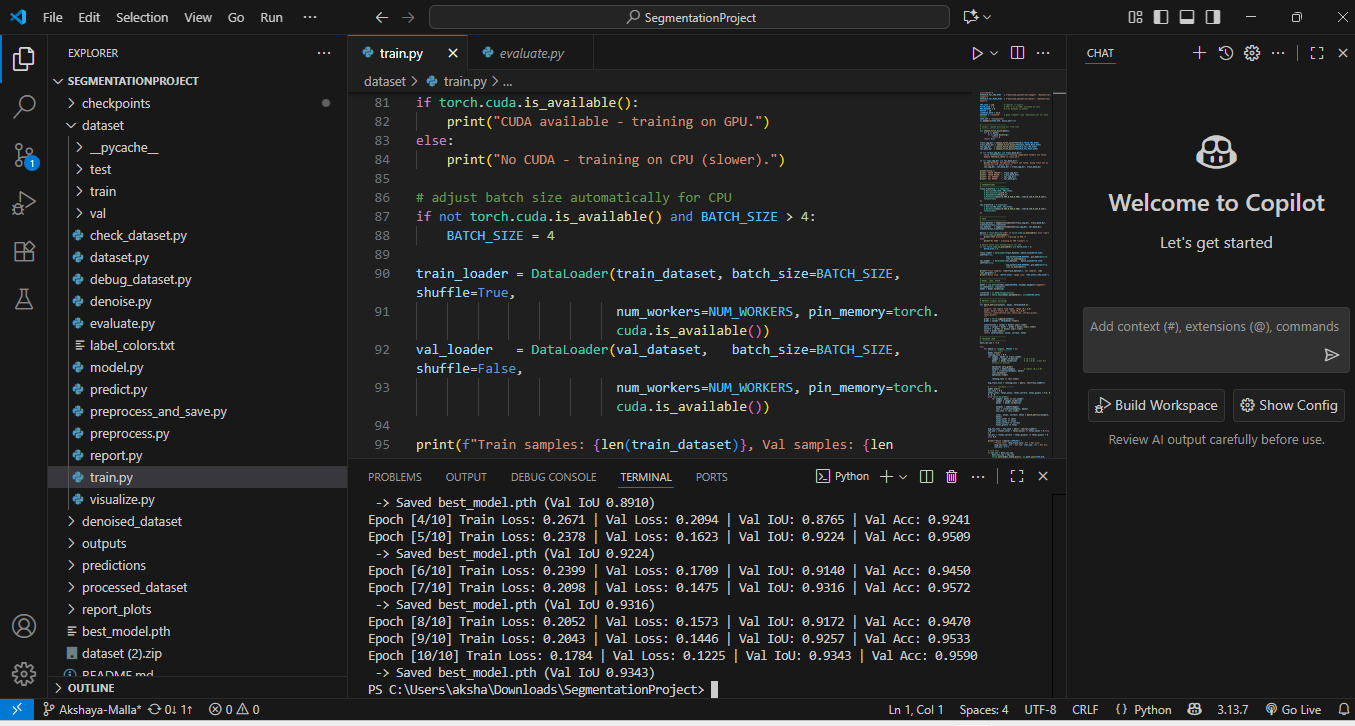 File Edit Selection View Go Run ···
SegmentationProject
EXPLORER
SEGMENTATIONPROJECT
checkpoints
dataset
__pycache__
test
train
val
check_dataset.py
dataset.py
debug_dataset.py
denoise.py
evaluate.py
label_colors.txt
model.py
predict.py
preprocess_and_save.py
preprocess.py
report.py
train.py
visualize.py
denoised_dataset
outputs
predictions
processed_dataset
report_plots
best_model.pth
dataset (2).zip
README.md
OUTLINE
1
train.py
evaluate.py
dataset > train.py > ...
81 if torch.cuda.is_available():
82 print("CUDA available - training on GPU.")
83 else:
84 print("No CUDA - training on CPU (slower).")
85
86 # adjust batch size automatically for CPU
87 if not torch.cuda.is_available() and BATCH_SIZE > 4:
88 BATCH_SIZE = 4
89
90 train_loader = DataLoader(train_dataset, batch_size=BATCH_SIZE,
shuffle=True,
91 num_workers=NUM_WORKERS, pin_memory=torch.
cuda.is_available())
92 val_loader   = DataLoader(val_dataset,   batch_size=BATCH_SIZE,
shuffle=False,
93 num_workers=NUM_WORKERS, pin_memory=torch.
cuda.is_available())
94
95 print(f"Train samples: {len(train_dataset)}, Val samples: {len
PROBLEMS OUTPUT DEBUG CONSOLE TERMINAL PORTS
Python
-> Saved best_model.pth (Val IoU 0.8910)
Epoch [4/10] Train Loss: 0.2671 | Val Loss: 0.2094 | Val IoU: 0.8765 | Val Acc: 0.9241
Epoch [5/10] Train Loss: 0.2378 | Val Loss: 0.1623 | Val IoU: 0.9224 | Val Acc: 0.9509
-> Saved best_model.pth (Val IoU 0.9224)
Epoch [6/10] Train Loss: 0.2399 | Val Loss: 0.1709 | Val IoU: 0.9140 | Val Acc: 0.9450
Epoch [7/10] Train Loss: 0.2098 | Val Loss: 0.1475 | Val IoU: 0.9316 | Val Acc: 0.9572
-> Saved best_model.pth (Val IoU 0.9316)
Epoch [8/10] Train Loss: 0.2052 | Val Loss: 0.1573 | Val IoU: 0.9172 | Val Acc: 0.9470
Epoch [9/10] Train Loss: 0.2043 | Val Loss: 0.1446 | Val IoU: 0.9257 | Val Acc: 0.9533
Epoch [10/10] Train Loss: 0.1784 | Val Loss: 0.1225 | Val IoU: 0.9343 | Val Acc: 0.9590
-> Saved best_model.pth (Val IoU 0.9343)
PS C:\Users\aksha\Downloads\SegmentationProject>
CHAT
Welcome to Copilot
Let's get started
Add context (#), extensions (@), commands
Build Workspace
Show Config
Review AI output carefully before use.
Akshaya-Malla* 0↓ 1↑ 0 0
Ln 1, Col 1 Spaces: 4 UTF-8 CRLF {} Python 3.13.7 Go Live